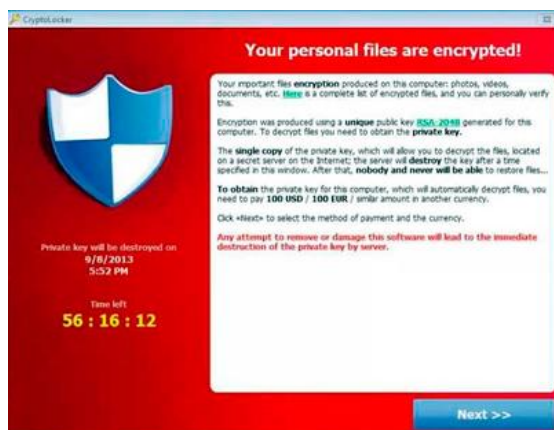 CryptoLocker
Your personal files are encrypted!
Your important files encryption produced on this computer: photos, videos,
documents, etc. Here is a complete list of encrypted files, and you can personally verify
this.
Encryption was produced using a unique public key RSA-2048 generated for this
computer. To decrypt files you need to obtain the private key.
The single copy of the private key, which will allow you to decrypt the files, located
on a secret server on the Internet; the server will destroy the key after a time
specified in this window. After that, nobody and never will be able to restore files...
To obtain the private key for this computer, which will automatically decrypt files, you
need to pay 100 USD / 100 EUR / similar amount in another currency.
Click «Next» to select the method of payment and the currency.
Any attempt to remove or damage this software will lead to the immediate
destruction of the private key by server.
Private key will be destroyed on
9/8/2013
5:52 PM
Time left
56 : 16 : 12
Next >>